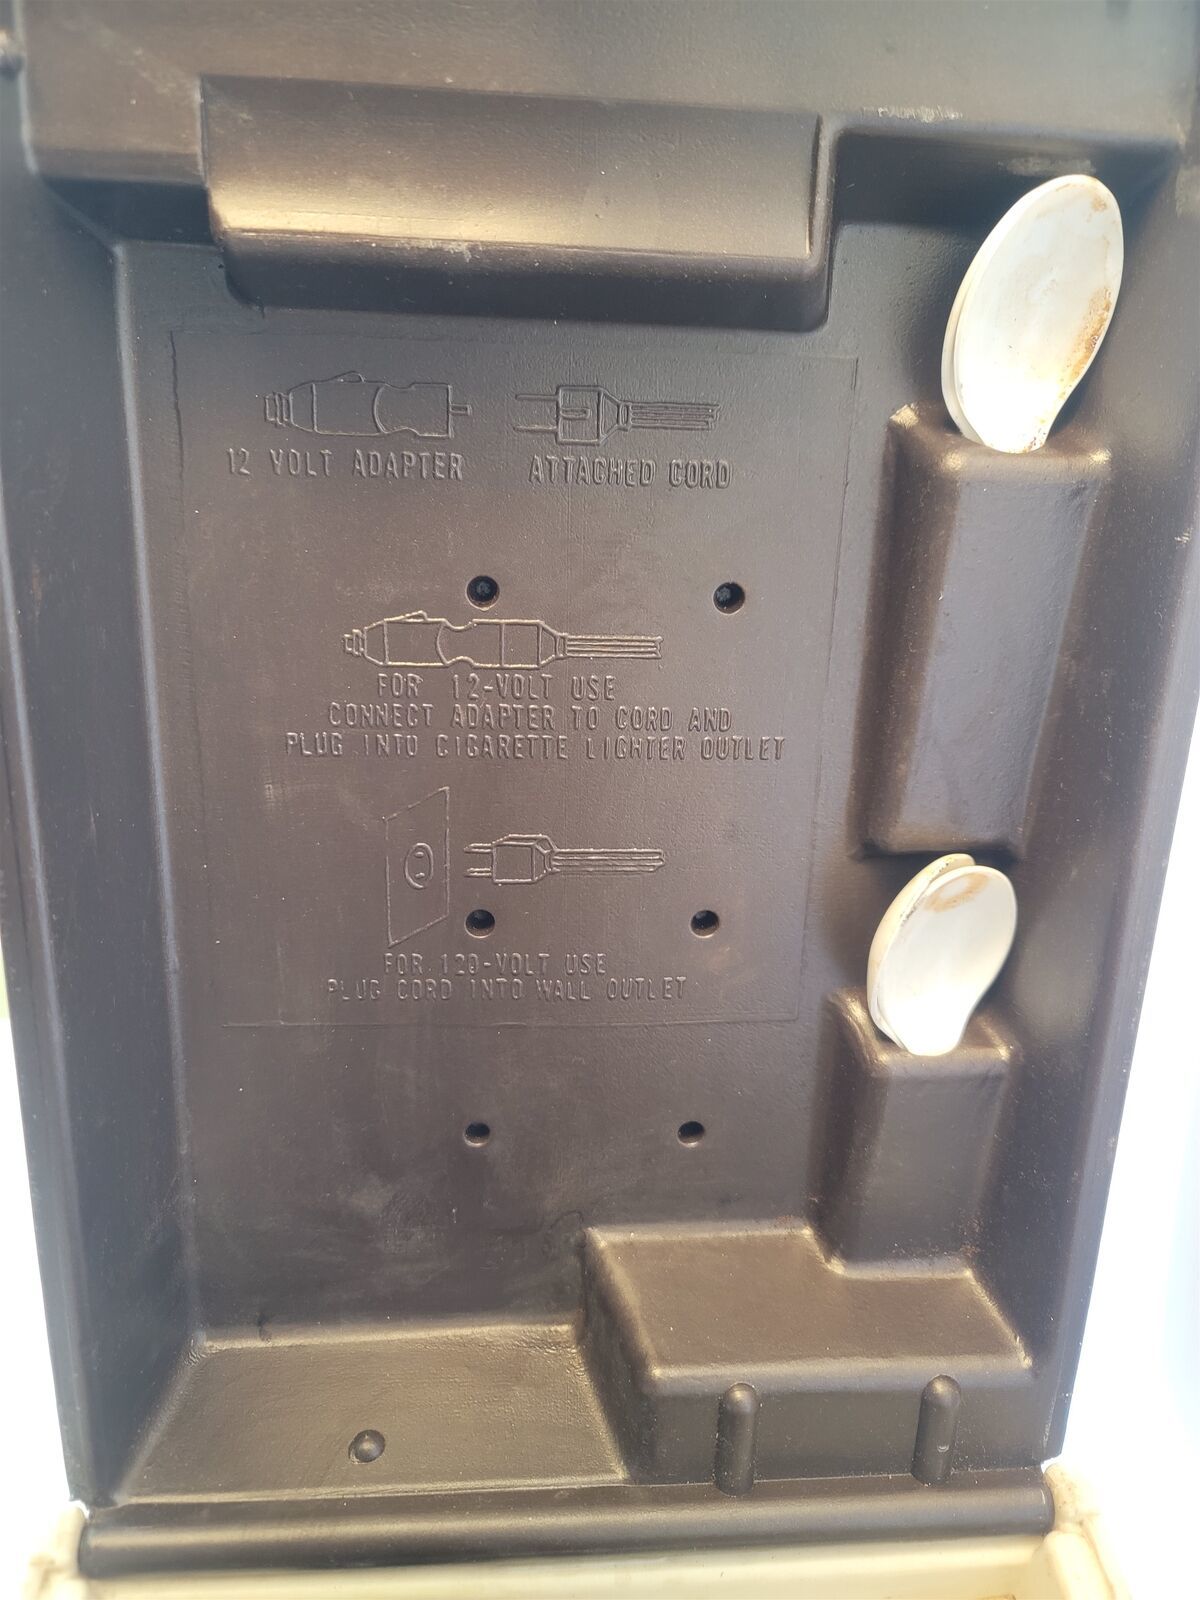 12 VOLT ADAPTER
ATTACHED CORD
FOR 12-VOLT USE
CONNECT ADAPTER TO CORD AND
PLUG INTO CIGARETTE LIGHTER OUTLET
FOR 120-VOLT USE
PLUG CORD INTO WALL OUTLET